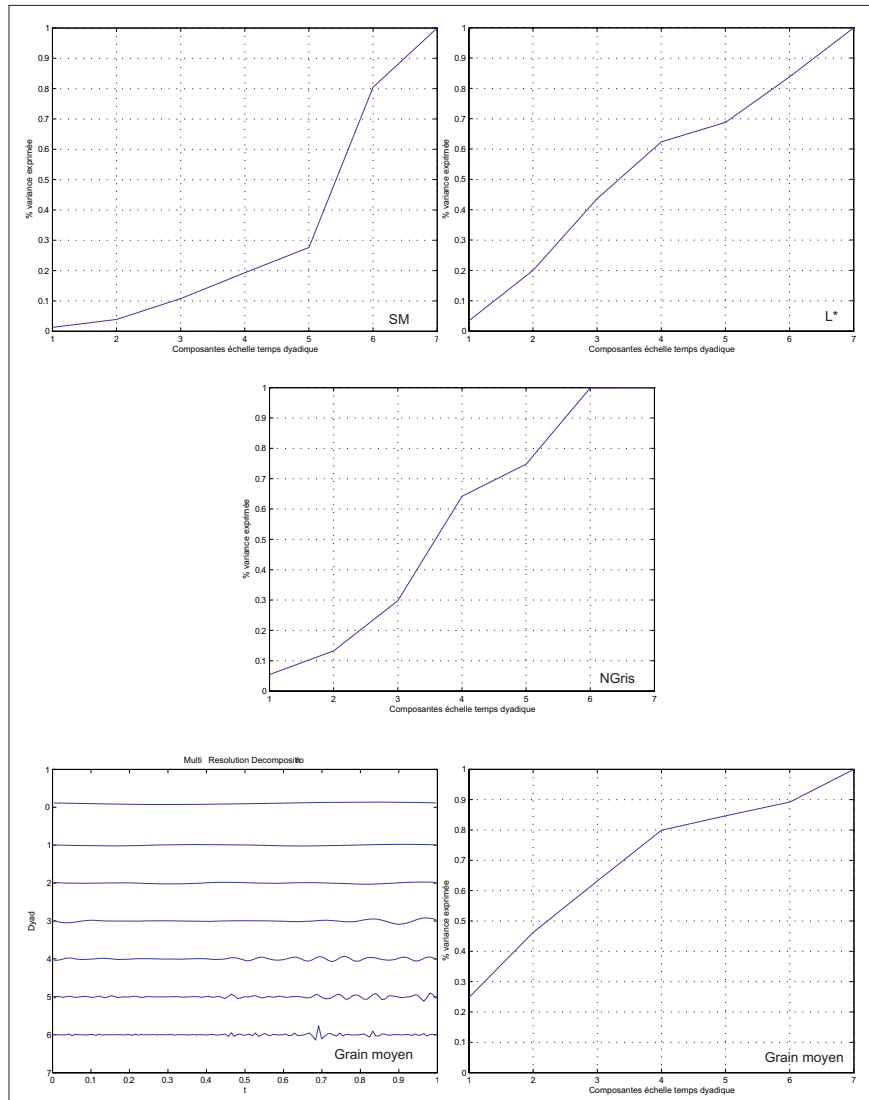 1
0.9
0.8
0.7
0.6
0.5
0.4
0.3
0.2
0.1
0
% variance exprimée
1 2 3 4 5 6 7
Composantes échelle temps dyadique
SM
1
0.9
0.8
0.7
0.6
0.5
0.4
0.3
0.2
0.1
0
% variance exprimée
1 2 3 4 5 6 7
Composantes échelle temps dyadique
L*
1
0.9
0.8
0.7
0.6
0.5
0.4
0.3
0.2
0.1
0
% variance exprimée
1 2 3 4 5 6 7
Composantes échelle temps dyadique
NGris
Multi Resolution
1
0
1
2
3
4
5
6
7
Dyad
0 0.1 0.2 0.3 0.4 0.5 0.6 0.7 0.8 0.9 1
t
Grain moyen
1
0.9
0.8
0.7
0.6
0.5
0.4
0.3
0.2
0.1
0
% variance exprimée
1 2 3 4 5 6 7
Composantes échelle temps dyadique
Grain moyen